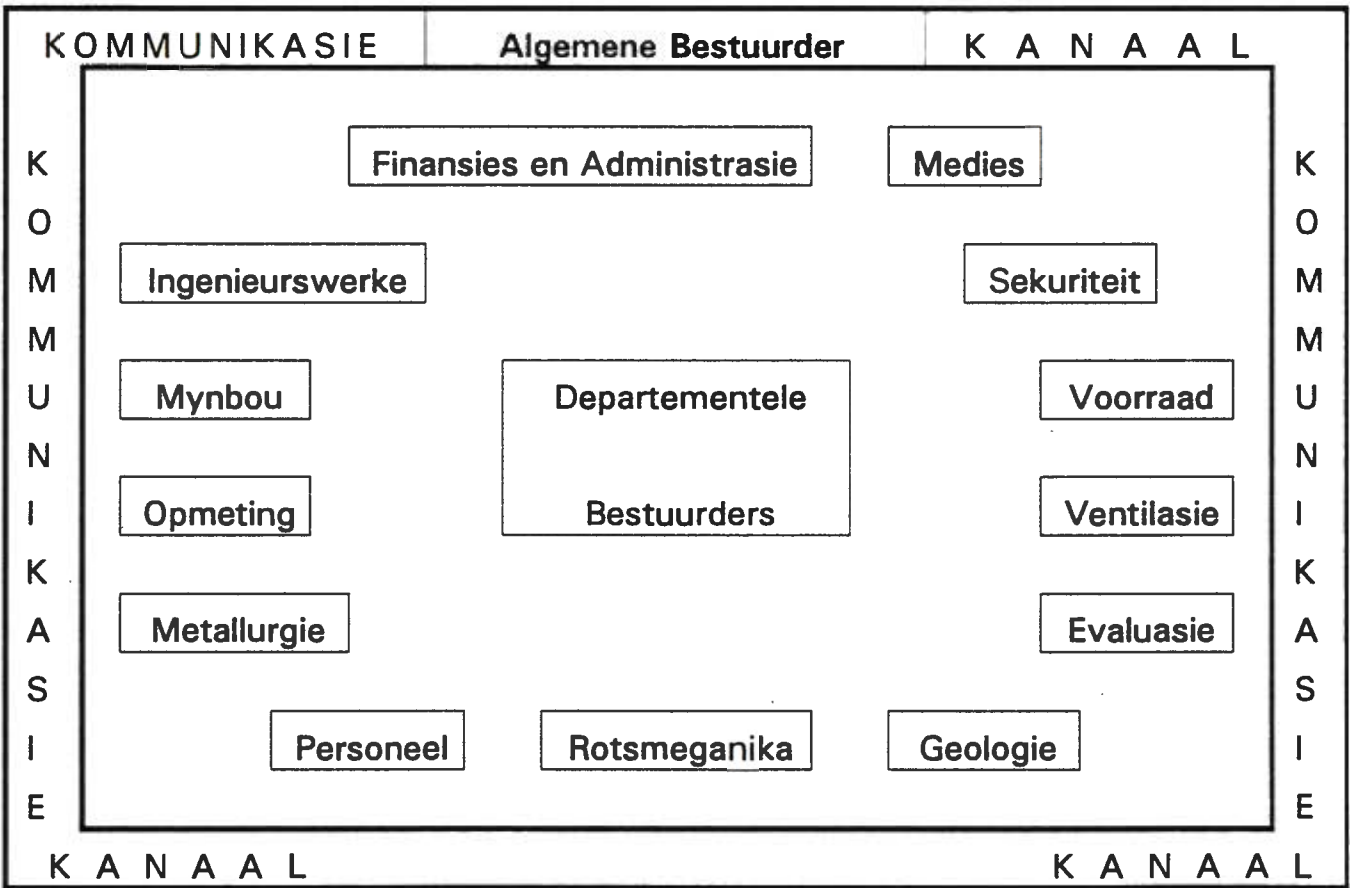 KOMMUNIKASIE Algemene Bestuurder KANAAL
Finansies en Administrasie Medies
Ingenieurswerke Sekuriteit
Mynbou Departementele Voorraad
Opmeting Bestuurders Ventilasie
Metallurgie Evaluasie
Personeel Rotsmeganika Geologie
KOMMUNIKASIE
KOMMUNIKASIE
KANAAL KANAAL